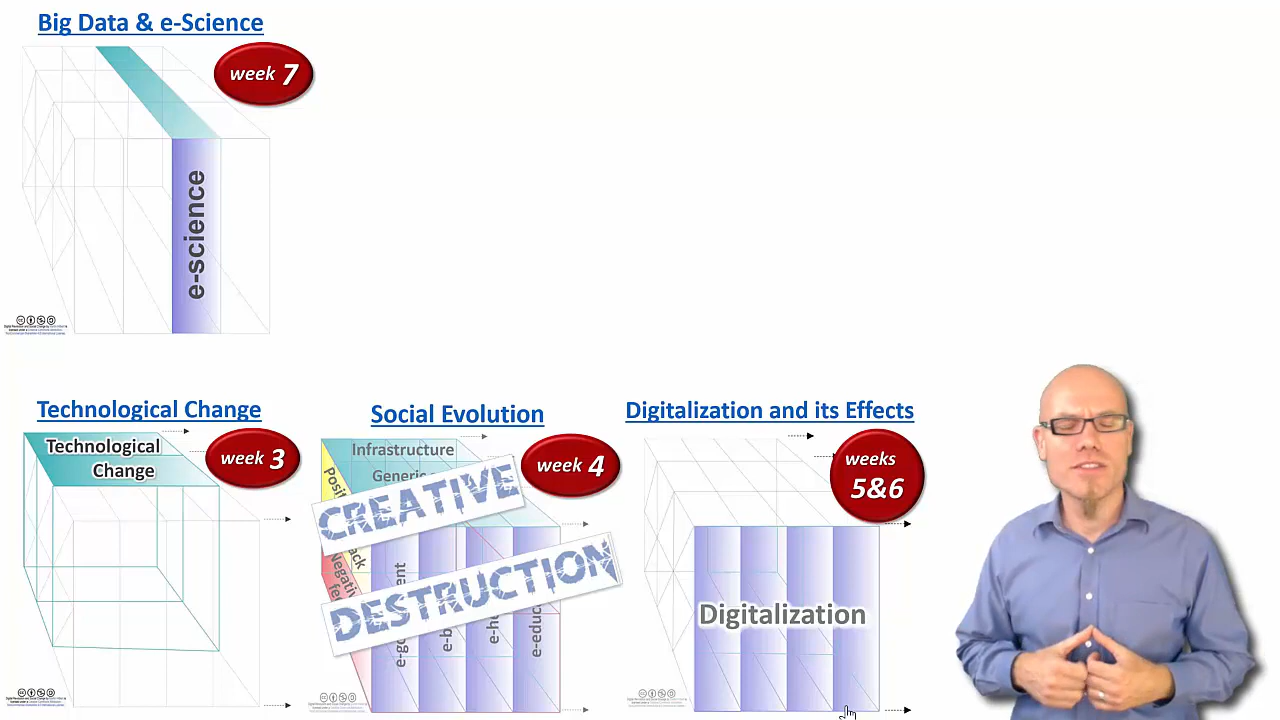 Big Data & e-Science
week 7
e-science
Technological Change
Technological
Change
week 3
Social Evolution
week 4
Infrastructure
CREATIVE
DESTRUCTION
Digitalization and its Effects
weeks
5&6
Digitalization